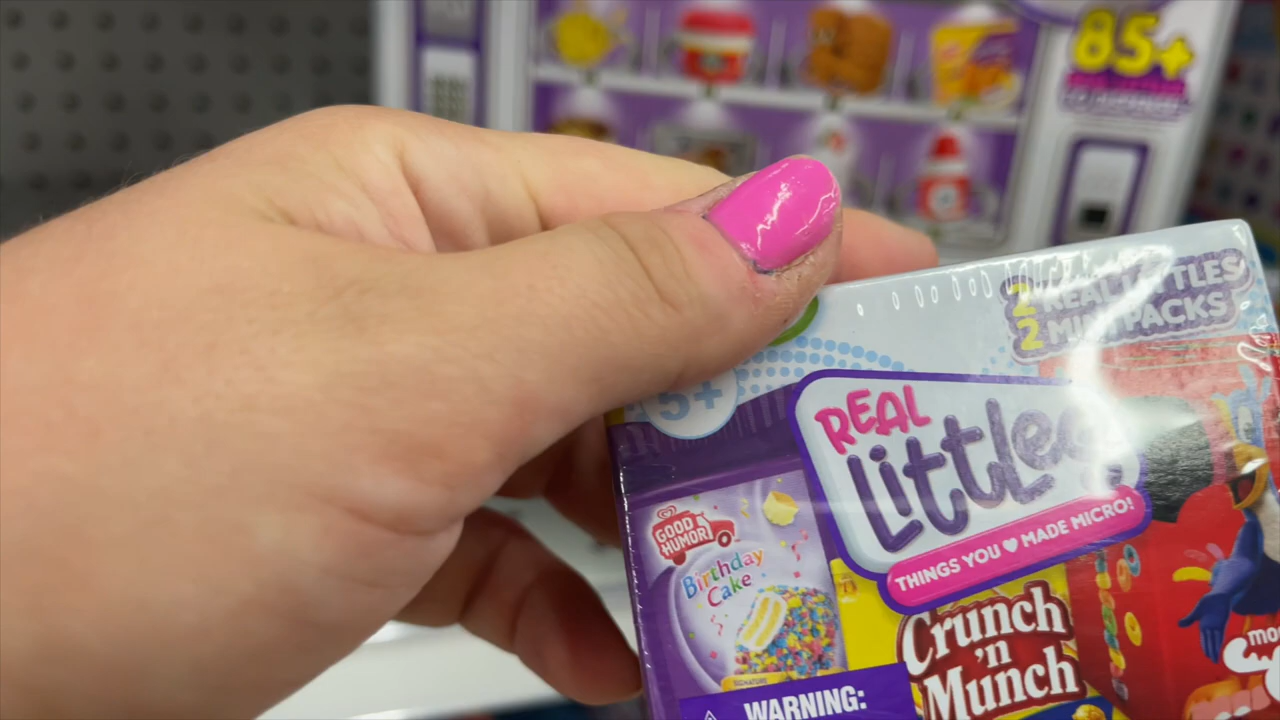 85+
2 REAL LITTLES
2 MINI PACKS
5+
REAL
LittLes
THINGS YOU ♥ MADE MICRO!
GOOD
HUMOR
Birthday
Cake
SIGNATURE
Crunch
'n
Munch
WARNING: